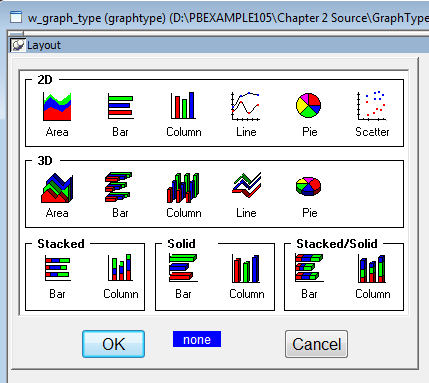 w_graph_type (graphtype) (D:\PBEXAMPLE105\Chapter 2 Source\GraphType
Layout
2D
Area Bar Column Line Pie Scatter
3D
Area Bar Column Line Pie
Stacked Solid Stacked/Solid
Bar Column Bar Column Bar Column
OK none Cancel